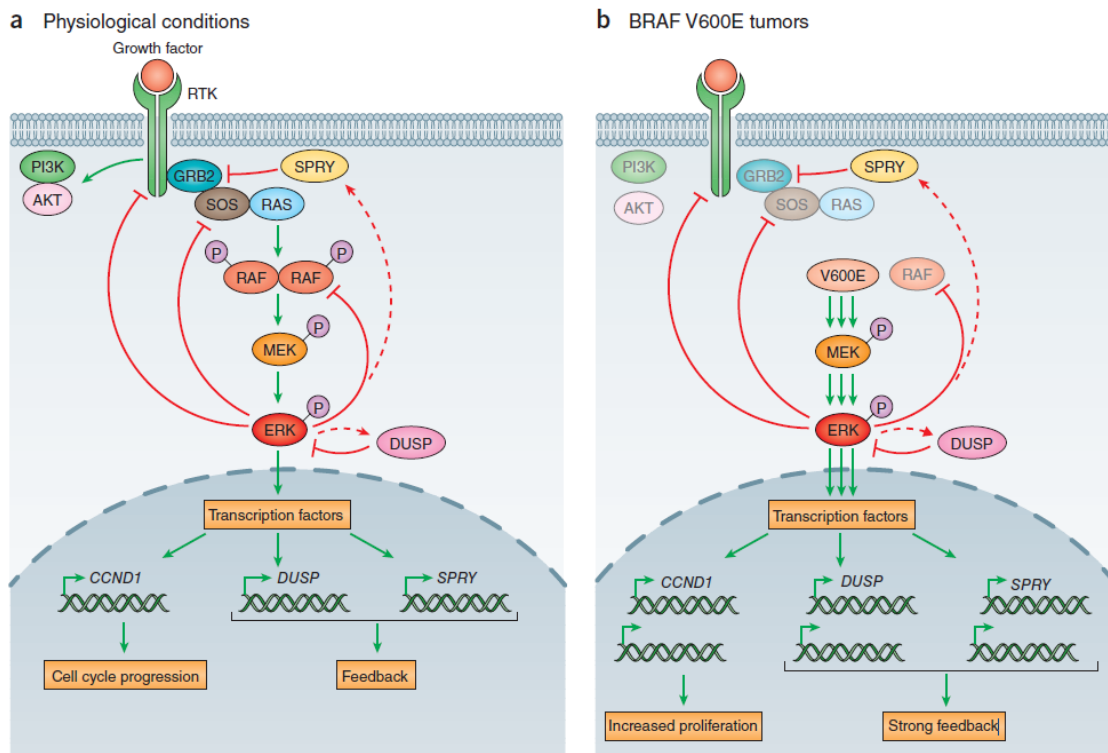 a Physiological conditions
Growth factor
RTK
PI3K
AKT
GRB2
SPRY
SOS
RAS
P
P
RAF
RAF
P
MEK
P
ERK
DUSP
Transcription factors
CCND1
DUSP
SPRY
Cell cycle progression
Feedback
b BRAF V600E tumors
PI3K
AKT
GRB2
SPRY
SOS
RAS
V600E
RAF
P
MEK
P
ERK
DUSP
Transcription factors
CCND1
DUSP
SPRY
Increased proliferation
Strong feedback